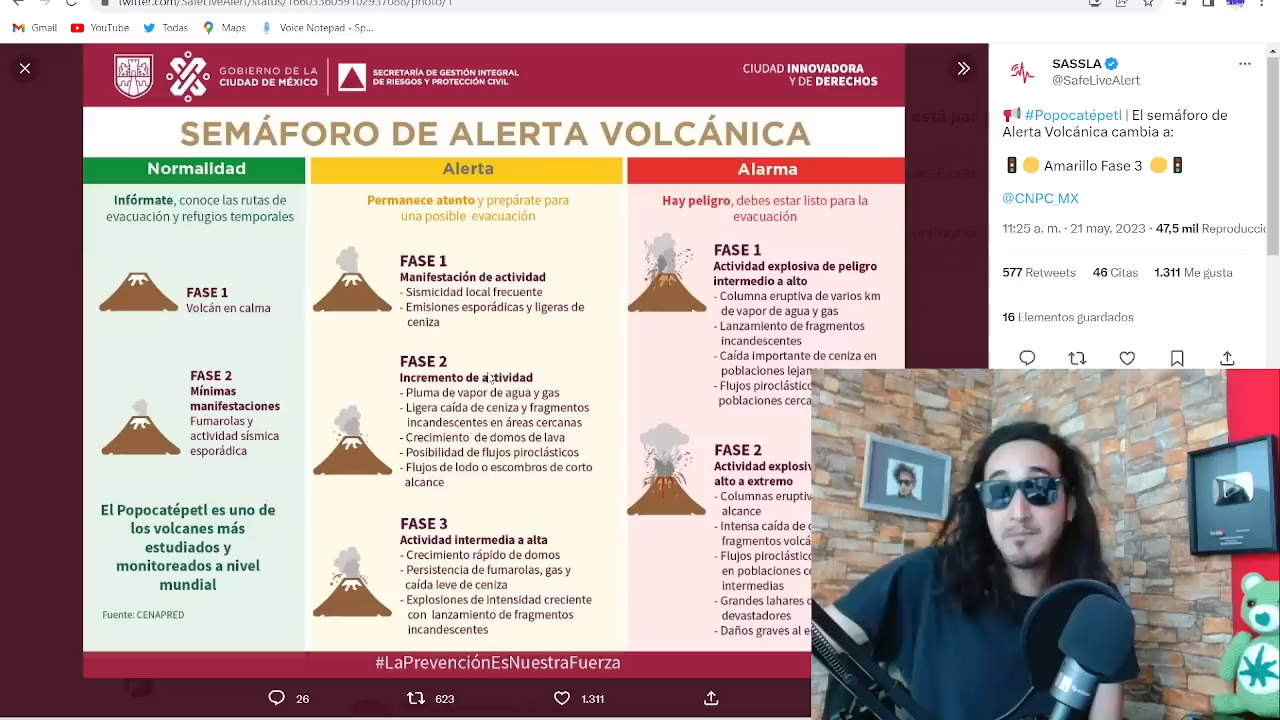 twitter.com/SafeLiveAlert/status/1660336059102937088/photo/1
Gmail
YouTube
Twitter
Maps
Voice Notepad - Sp...
GOBIERNO DE LA
CIUDAD DE MÉXICO
SECRETARÍA DE GESTIÓN INTEGRAL
DE RIESGOS Y PROTECCIÓN CIVIL
CIUDAD INNOVADORA
Y DE DERECHOS
SEMÁFORO DE ALERTA VOLCÁNICA
Normalidad
Infórmate, conoce las rutas de
evacuación y refugios temporales
FASE 1
Volcán en calma
FASE 2
Mínimas
manifestaciones
Fumarolas y
actividad sísmica
esporádica
El Popocatépetl es uno de
los volcanes más
estudiados y
monitoreados a nivel
mundial
Fuente: CENAPRED
Alerta
Permanece atento y prepárate para
una posible evacuación
FASE 1
Manifestación de actividad
- Sismicidad local frecuente
- Emisiones esporádicas y ligeras de
ceniza
FASE 2
Incremento de actividad
- Pluma de vapor de agua y gas
- Ligera caída de ceniza y fragmentos
incandescentes en áreas cercanas
- Crecimiento de domos de lava
- Posibilidad de flujos piroclásticos
- Flujos de lodo o escombros de corto
alcance
FASE 3
Actividad intermedia a alta
- Crecimiento rápido de domos
- Persistencia de fumarolas, gas y
caída leve de ceniza
- Explosiones de intensidad creciente
con lanzamiento de fragmentos
incandescentes
Alarma
Hay peligro, debes estar listo para la
evacuación
FASE 1
Actividad explosiva de peligro
intermedio a alto
- Columna eruptiva de varios km
de vapor de agua y gas
- Lanzamiento de fragmentos
incandescentes
- Caída importante de ceniza en
poblaciones lejan
- Flujos piroclástico
poblaciones cerca
FASE 2
Actividad explosiv
alto a extremo
- Columnas eruptiv
alcance
- Intensa caída de
fragmentos volcá
- Flujos piroclástico
en poblaciones c
intermedias
- Grandes lahares
devastadores
- Daños graves al e
#LaPrevenciónEsNuestraFuerza
26
623
1.311
SASSLA
@SafeLiveAlert
#Popocatépetl | El semáforo de
Alerta Volcánica cambia a:
Amarillo Fase 3
@CNPC_MX
11:25 a. m. · 21 may. 2023 · 47,5 mil Reproducci
577 Retweets 46 Citas 1.311 Me gusta
16 Elementos guardados